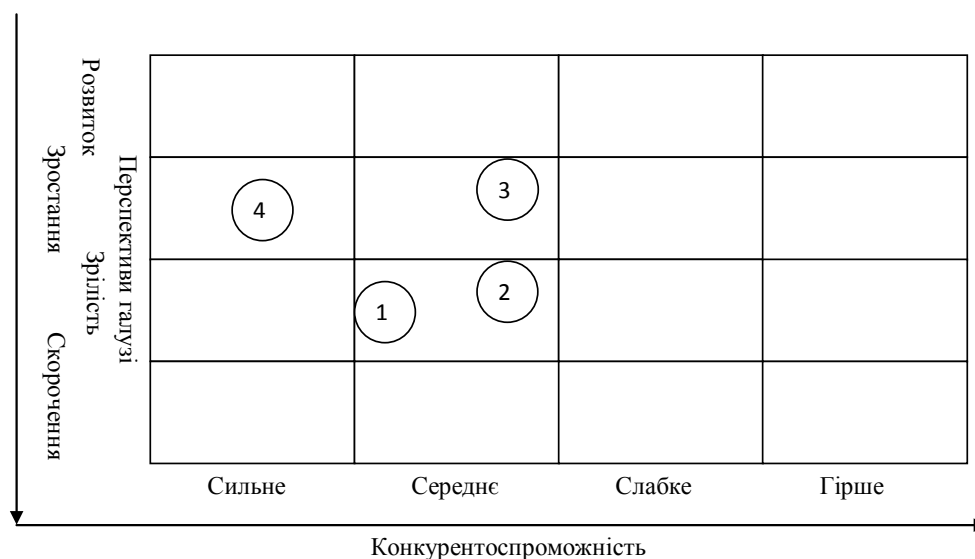 Розвиток
Зростання
Зрілість
Скорочення
Перспективи галузі
3
4
2
1
Сильне
Середнє
Слабке
Гірше
Конкурентоспроможність